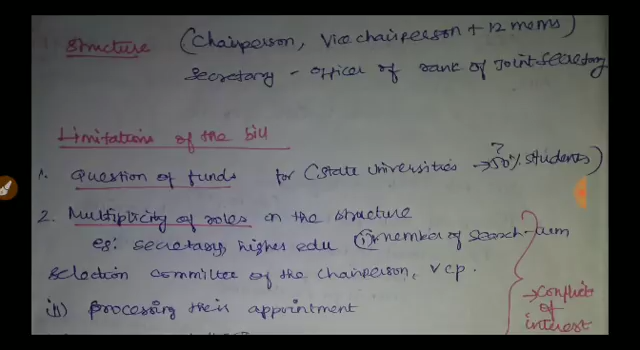 Structure (Chairperson, Vice chairperson + 12 mems)
Secretary - officer of rank of Joint Secretary
Limitations of the bill
1. Question of funds for (State Universities → 50% students)
?
2. Multiplicity of roles in the structure
eg: secretary, higher edu (i) member of search-cum
selection committee of the chairperson, VCP.
ii) processing their appointment
→ conflict
of
interest